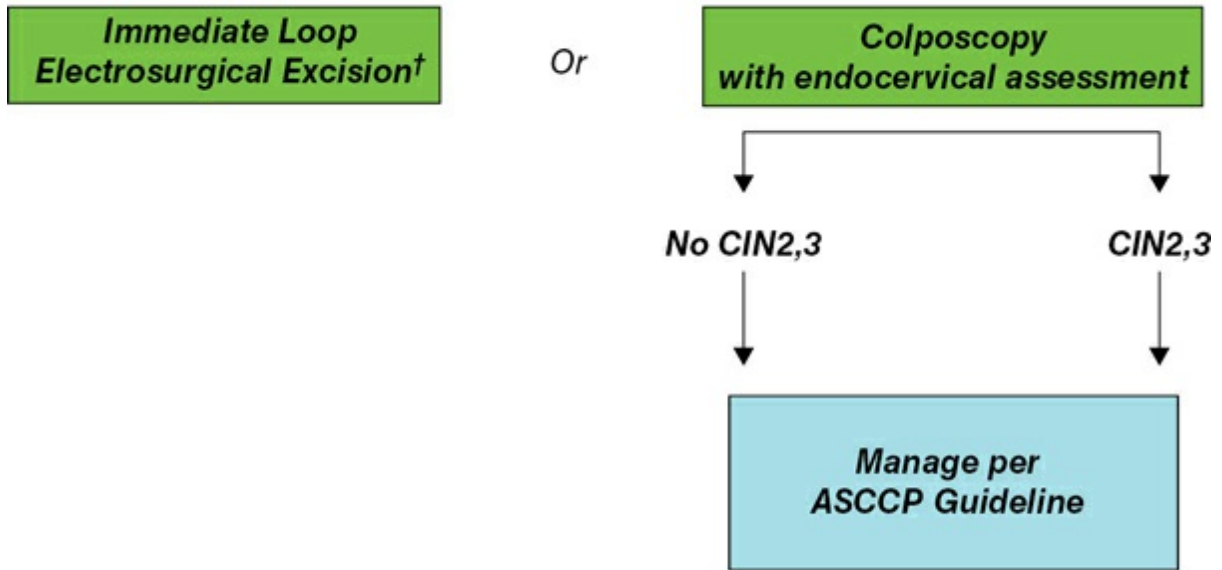 Immediate Loop
Electrosurgical Excision†
Or
Colposcopy
with endocervical assessment
No CIN2,3
CIN2,3
Manage per
ASCCP Guideline